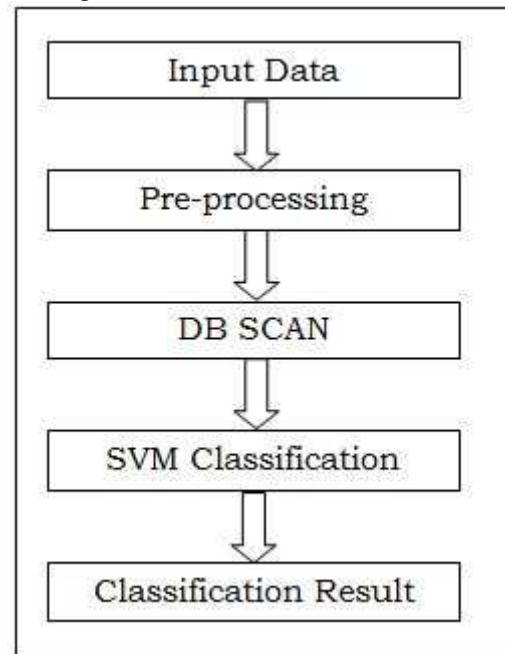 Input Data
Pre-processing
DB SCAN
SVM Classification
Classification Result